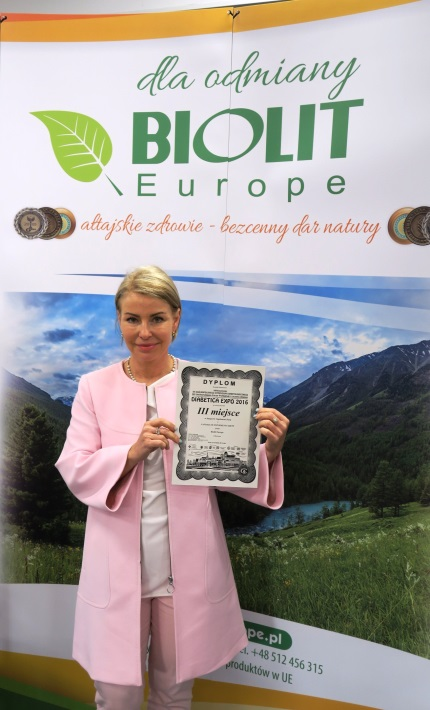 dla odmiany
BIOLIT
Europe
ałtajskie zdrowie - bezcenny dar natury
DYPLOM
DIABETICA EXPO 2016
III miejsce
pe.pl
el. +48 512 456 315
produktów w UE